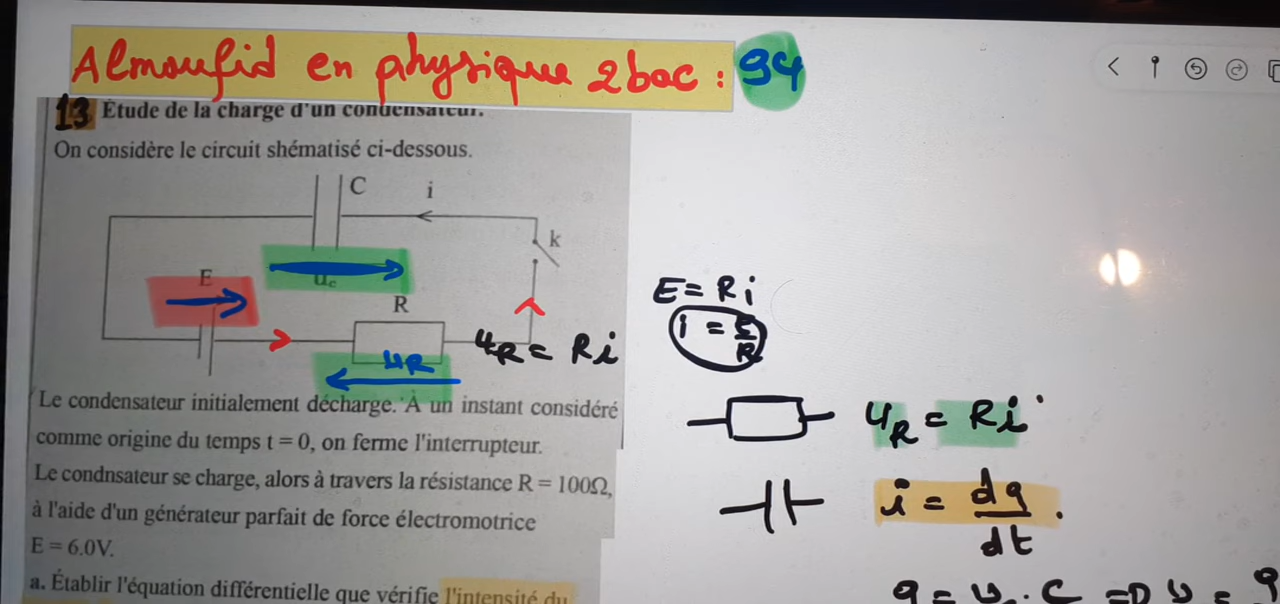 Almoufid en physique 2bac : 94
13 Étude de la charge d'un condensateur.
On considère le circuit shématisé ci-dessous.
C
i
k
E
uc
R
uR
uR = Ri
Le condensateur initialement décharge. À un instant considéré
comme origine du temps t = 0, on ferme l'interrupteur.
Le condnsateur se charge, alors à travers la résistance R = 100Ω,
à l'aide d'un générateur parfait de force électromotrice
E = 6.0V.
a. Établir l'équation différentielle que vérifie l'intensité du
E = Ri
i = E/R
uR = Ri
i = dq/dt .